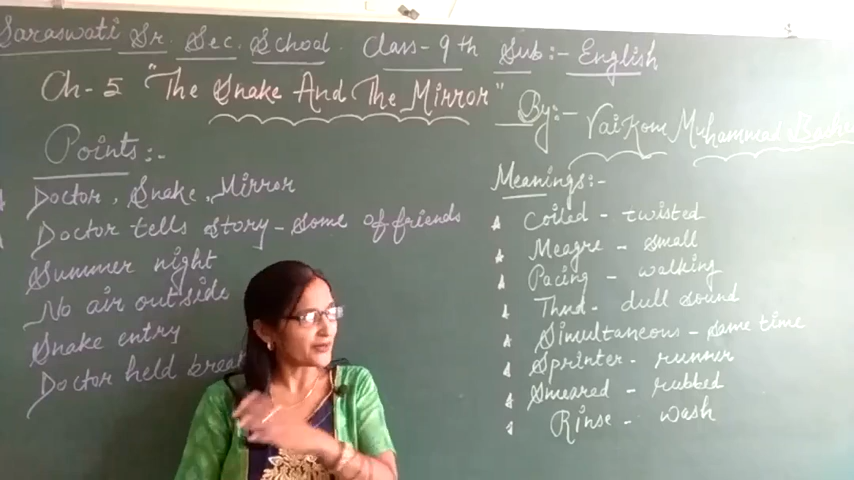 Saraswati Sr. Sec. School Class - 9th Sub:- English
Ch - 5 "The Snake And The Mirror"
By:- Vaikom Muhammad
Points:-
Doctor, Snake, Mirror
Doctor tells story - some of friends
Summer night
No air outside
Snake entry
Doctor held
Meanings:-
Coiled - twisted
Meagre - small
Pacing - walking
Thud - dull sound
Simultaneous - same time
Sprinter - runner
Smeared - rubbed
Rinse - wash